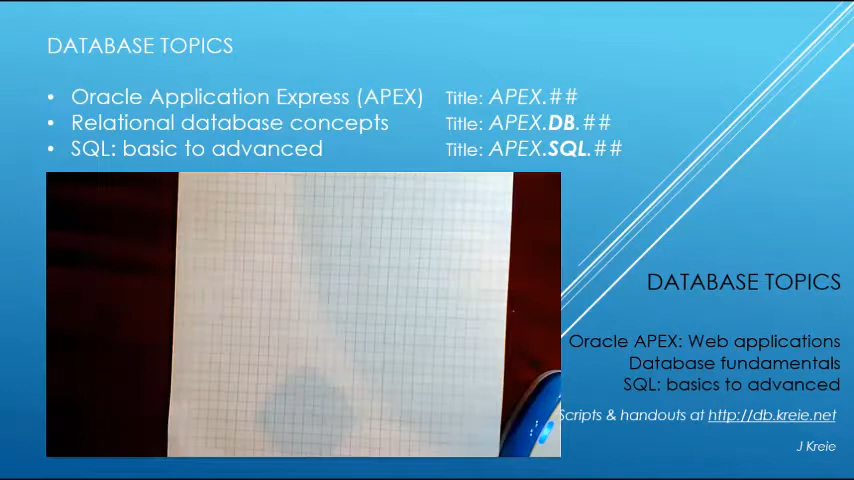 DATABASE TOPICS
• Oracle Application Express (APEX) Title: APEX.##
• Relational database concepts Title: APEX.DB.##
• SQL: basic to advanced Title: APEX.SQL.##
DATABASE TOPICS
Oracle APEX: Web applications
Database fundamentals
SQL: basics to advanced
Scripts & handouts at http://db.kreie.net
J Kreie